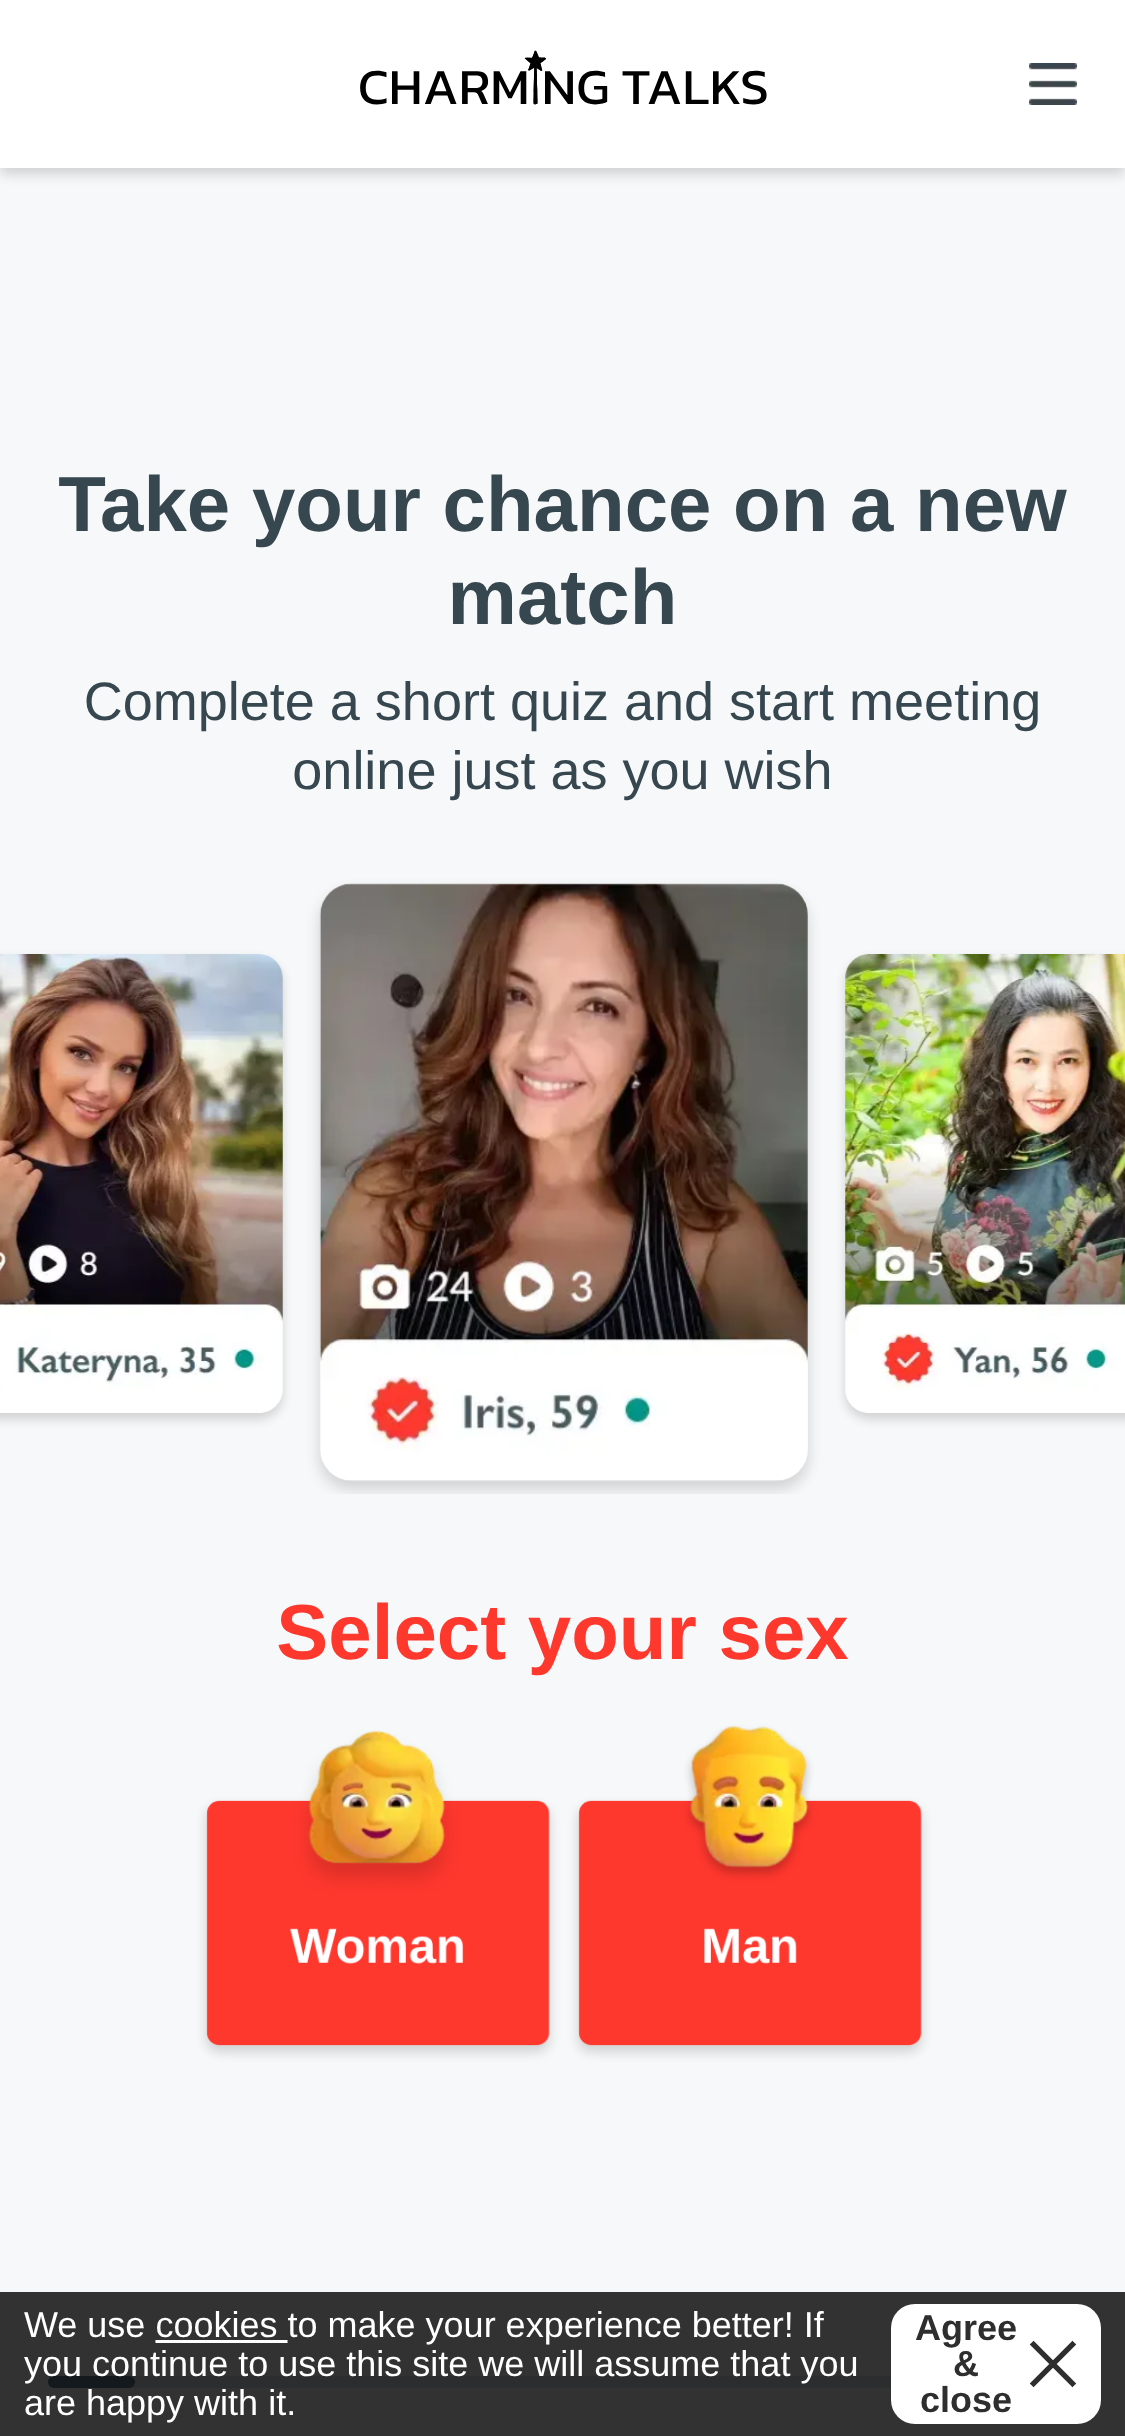 CHARMING TALKS
Take your chance on a new
match
Complete a short quiz and start meeting
online just as you wish
8
24 3
5 5
Kateryna, 35
Iris, 59
Yan, 56
Select your sex
Woman Man
We use cookies to make your experience better! If
you continue to use this site we will assume that you
are happy with it.
Agree
&
close